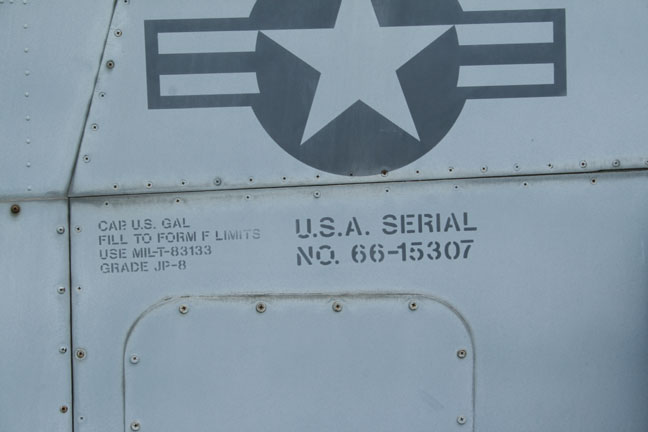 CAP. U.S. GAL
FILL TO FORM F LIMITS
USE MIL-T-83133
GRADE JP-8
U.S.A. SERIAL
NO. 66-15307